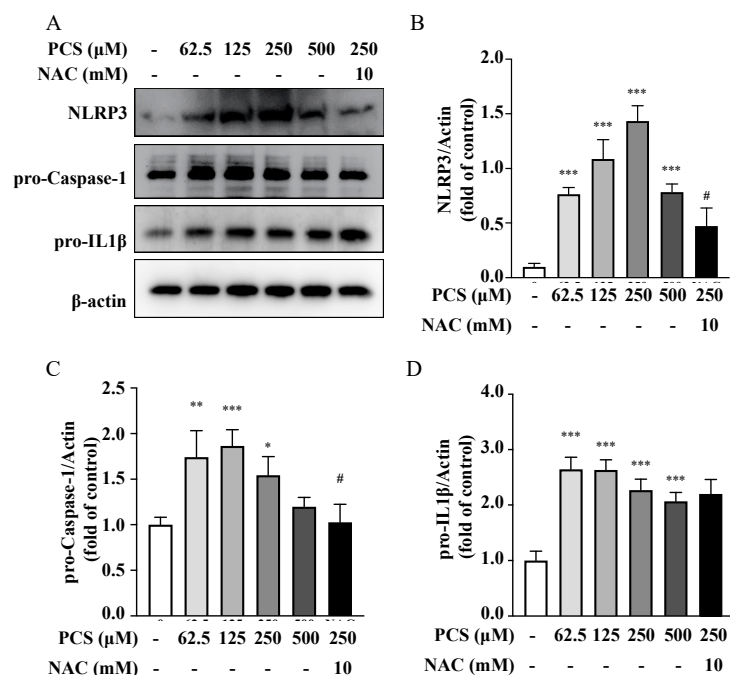 A
PCS (μM) - 62.5 125 250 500 250
NAC (mM) - - - - - 10
NLRP3
pro-Caspase-1
pro-IL1β
β-actin
B
2.0
1.5
1.0
0.5
0.0
NLRP3/Actin
(fold of control)
*** *** *** *** #
PCS (μM) - 62.5 125 250 500 250
NAC (mM) - - - - - 10
C
2.5
2.0
1.5
1.0
0.5
0.0
pro-Caspase-1/Actin
(fold of control)
** *** * #
PCS (μM) - 62.5 125 250 500 250
NAC (mM) - - - - - 10
D
4.0
3.0
2.0
1.0
0.0
pro-IL1β/Actin
(fold of control)
*** *** *** ***
PCS (μM) - 62.5 125 250 500 250
NAC (mM) - - - - - 10